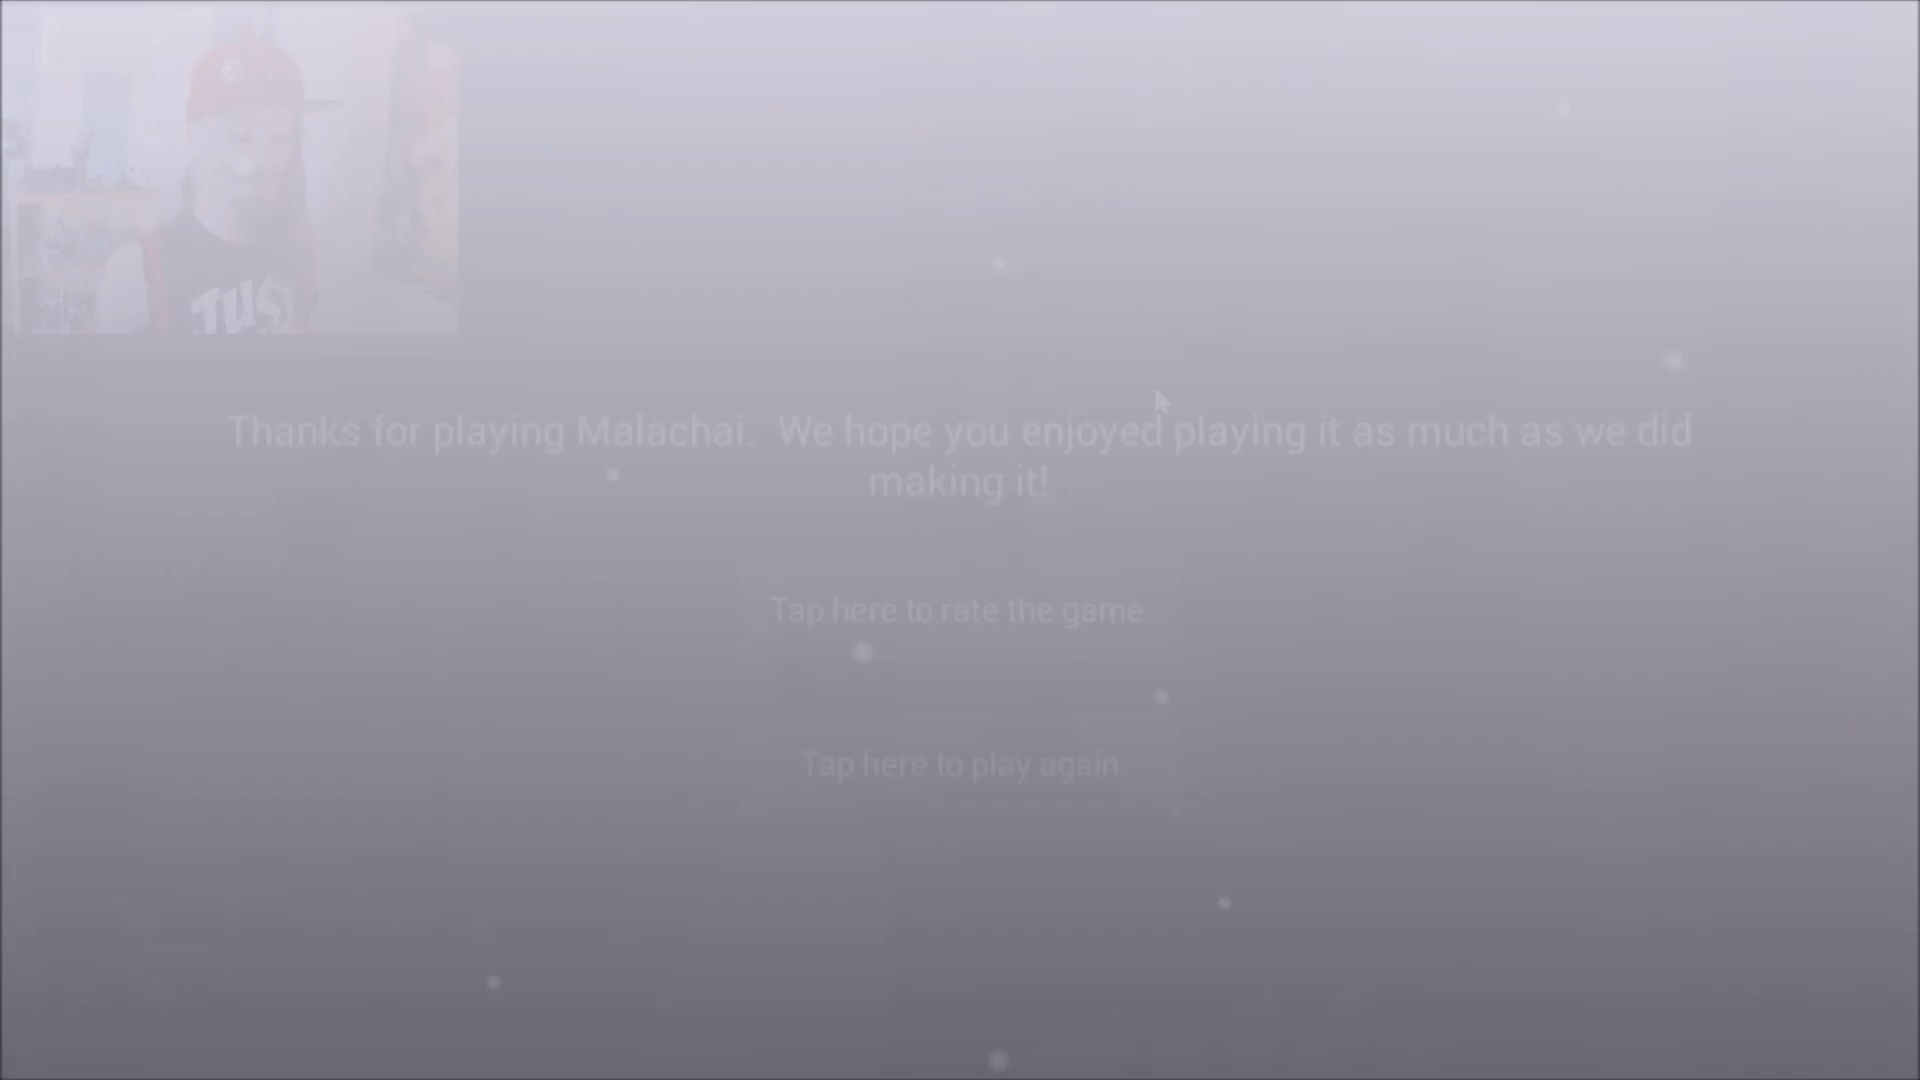 JUS
Thanks for playing Malachai.  We hope you enjoyed playing it as much as we did
making it!
Tap here to rate the game
Tap here to play again